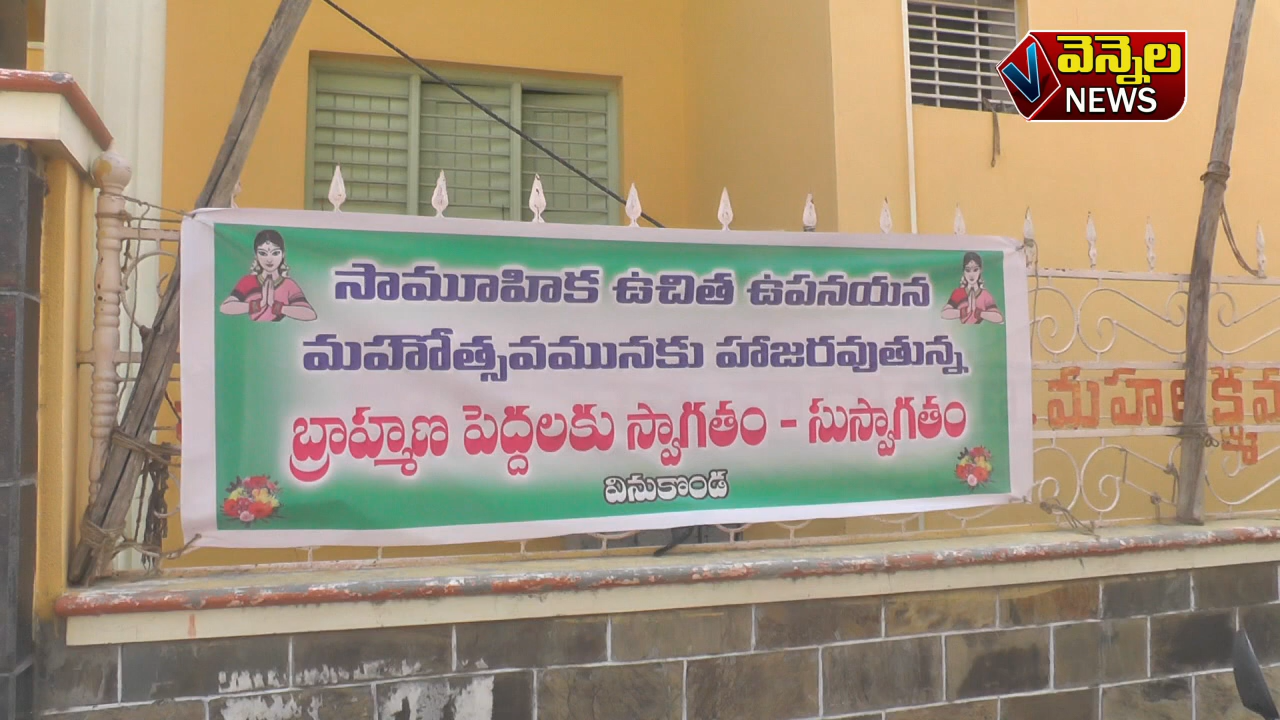 వెన్నెల
NEWS
సామూహిక ఉచిత ఉపనయన
మహోత్సవమునకు హాజరవుతున్న
బ్రాహ్మణ పెద్దలకు స్వాగతం - సుస్వాగతం
వినుకొండ